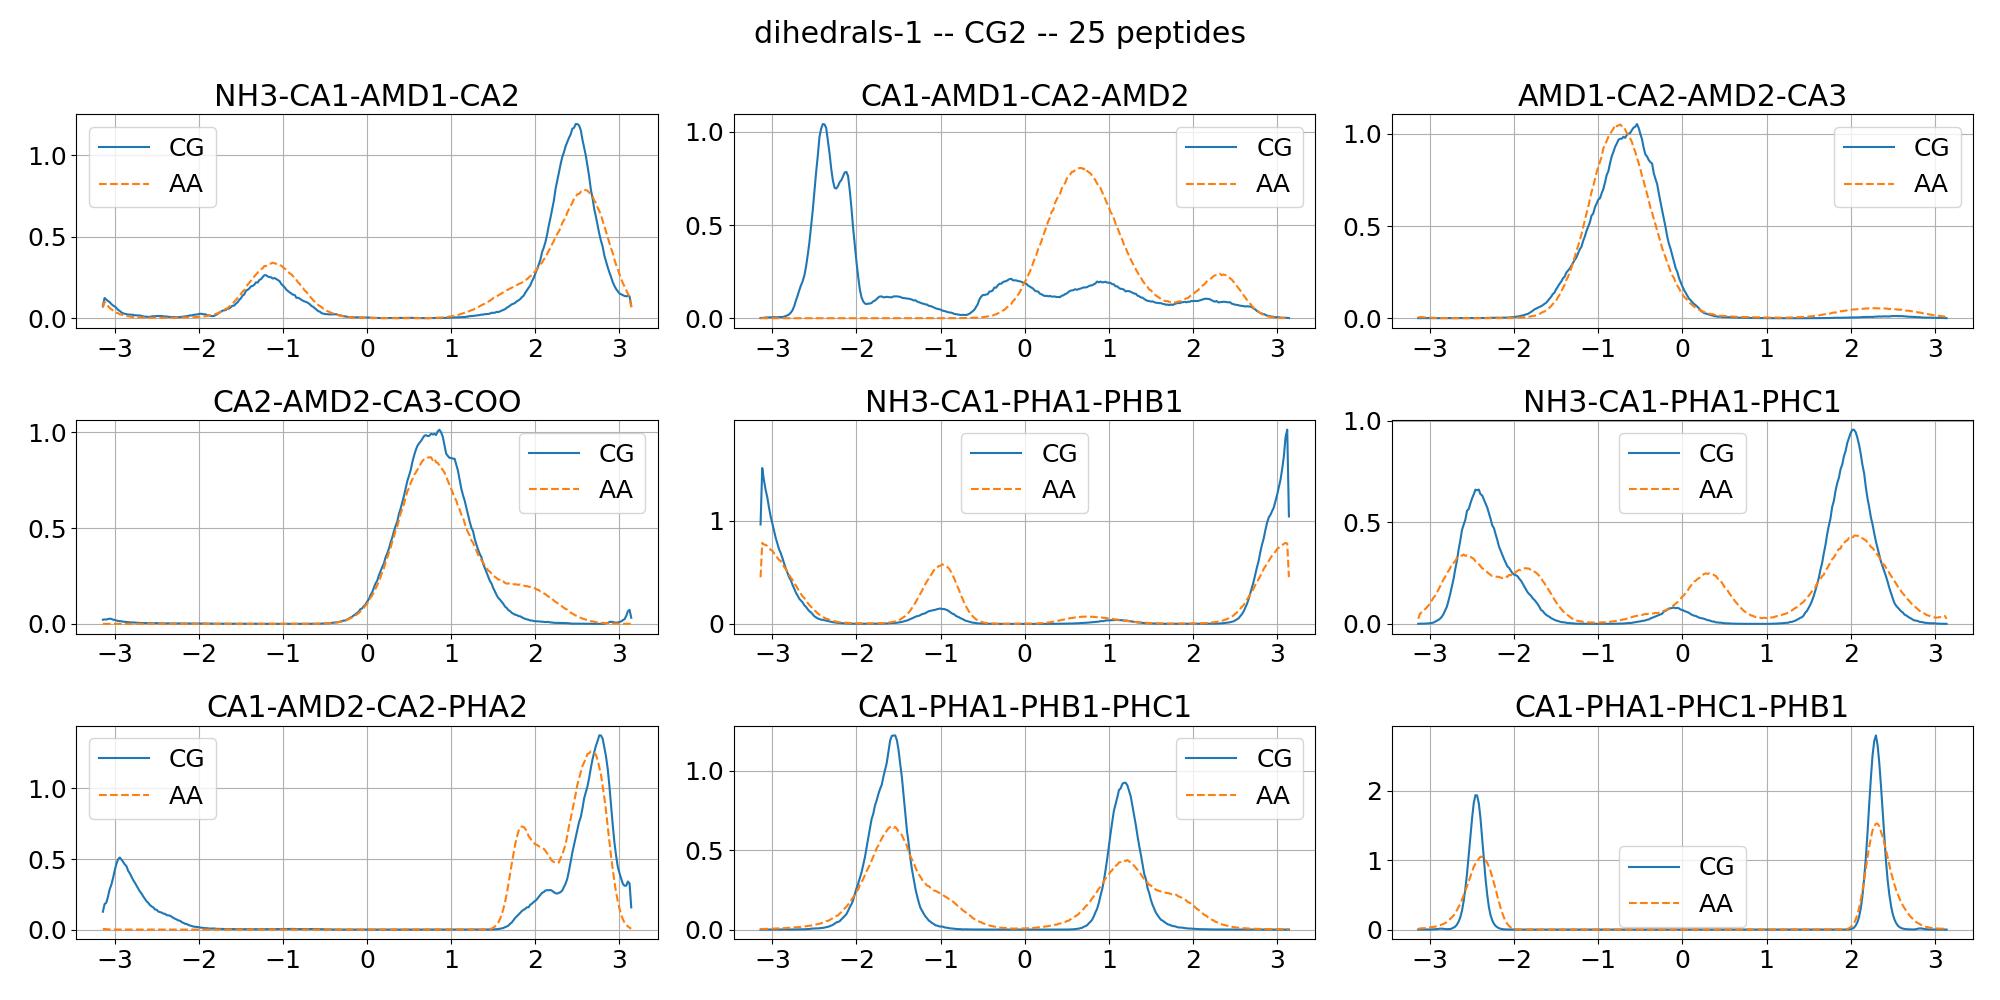 dihedrals-1 -- CG2 -- 25 peptides
NH3-CA1-AMD1-CA2
CG
AA
1.0
0.5
0.0
−3 −2 −1 0 1 2 3
CA1-AMD1-CA2-AMD2
CG
AA
1.0
0.5
0.0
−3 −2 −1 0 1 2 3
AMD1-CA2-AMD2-CA3
CG
AA
1.0
0.5
0.0
−3 −2 −1 0 1 2 3
CA2-AMD2-CA3-COO
CG
AA
1.0
0.5
0.0
−3 −2 −1 0 1 2 3
NH3-CA1-PHA1-PHB1
CG
AA
1
0
−3 −2 −1 0 1 2 3
NH3-CA1-PHA1-PHC1
CG
AA
1.0
0.5
0.0
−3 −2 −1 0 1 2 3
CA1-AMD2-CA2-PHA2
CG
AA
1.0
0.5
0.0
−3 −2 −1 0 1 2 3
CA1-PHA1-PHB1-PHC1
CG
AA
1.0
0.5
0.0
−3 −2 −1 0 1 2 3
CA1-PHA1-PHC1-PHB1
CG
AA
2
1
0
−3 −2 −1 0 1 2 3